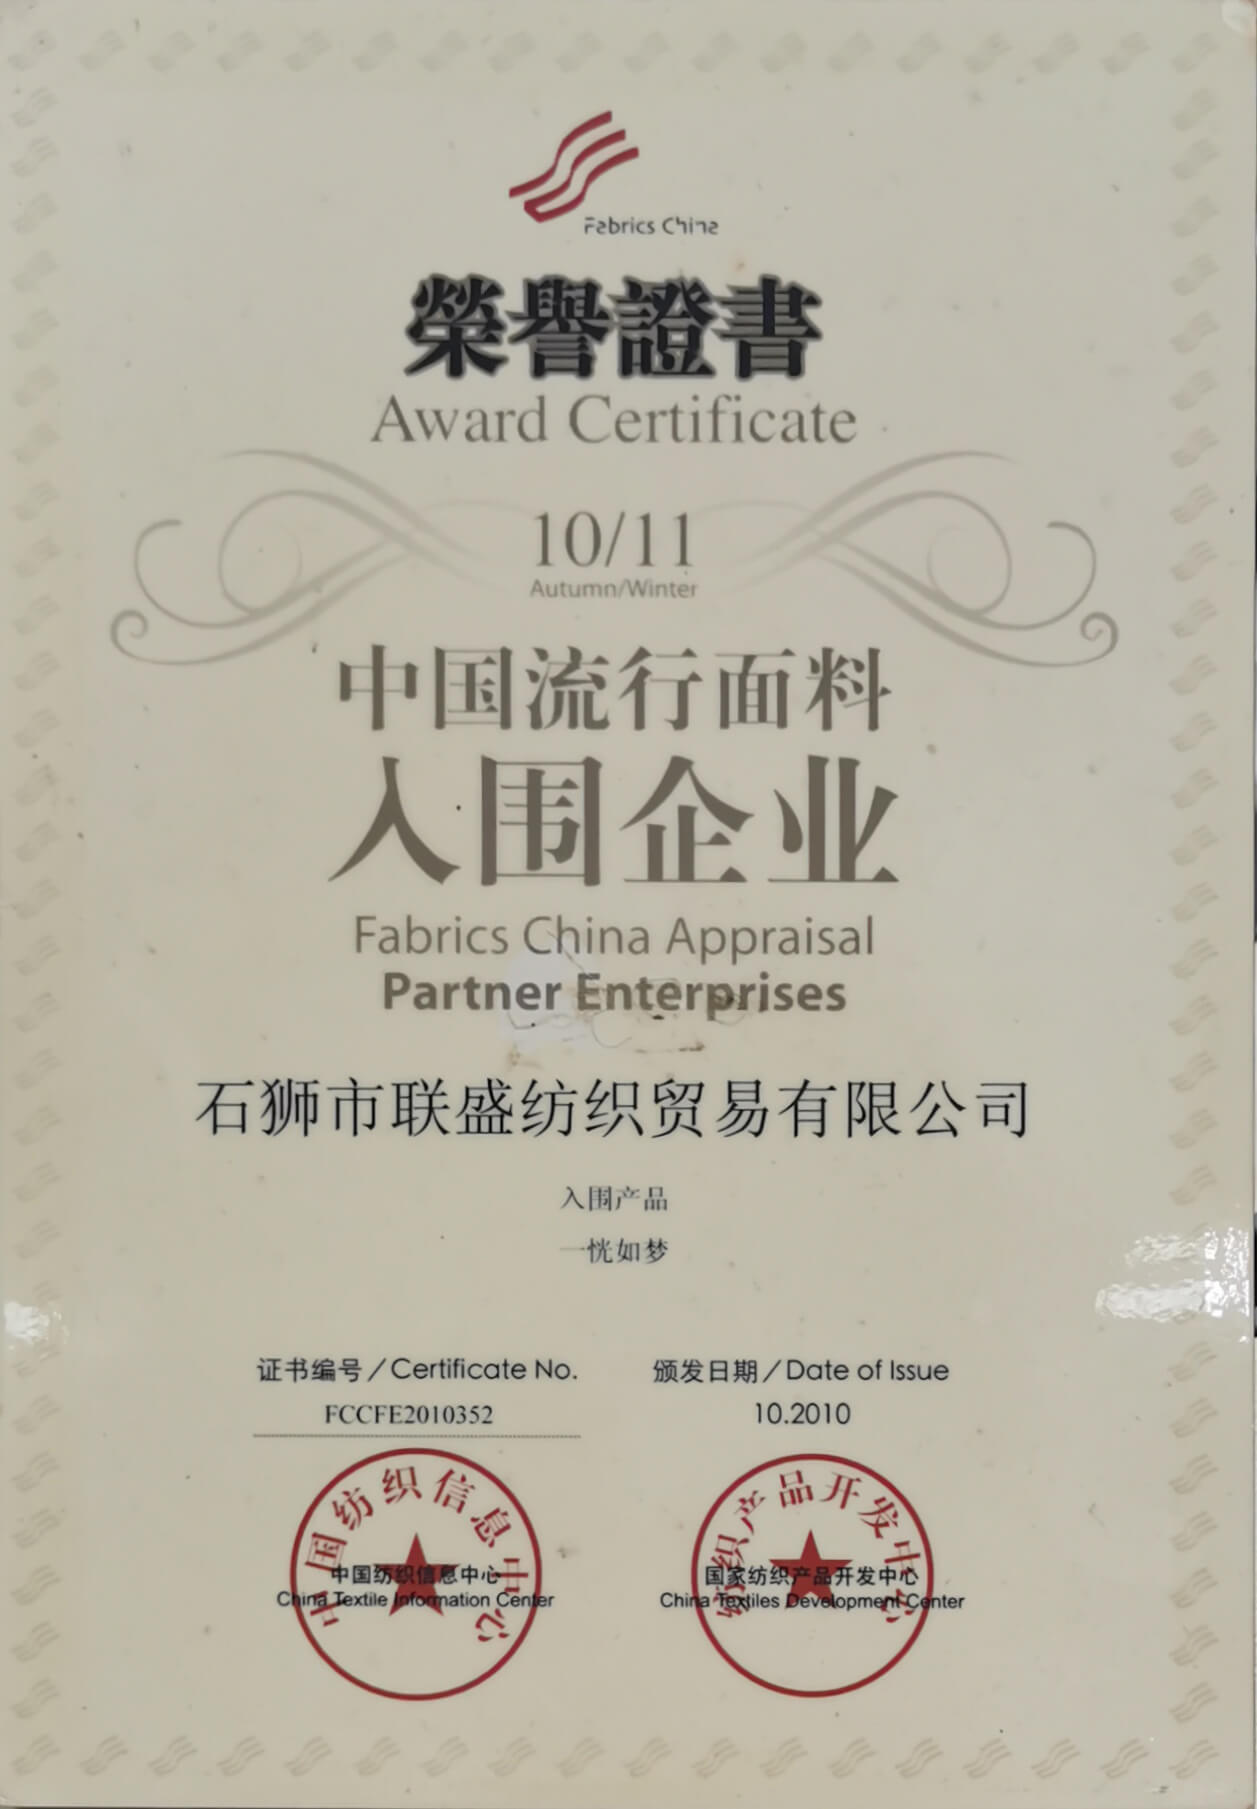 Fabrics China
榮譽證書
Award Certificate
10/11
Autumn/Winter
中国流行面料
入围企业
Fabrics China Appraisal
Partner Enterprises
石狮市联盛纺织贸易有限公司
入围产品
一恍如梦
证书编号/Certificate No.
FCCFE2010352
颁发日期/Date of Issue
10.2010
中国纺织信息中心
中国纺织信息中心
China Textile Information Center
纺织产品开发中心
国家纺织产品开发中心
China Textiles Development Center